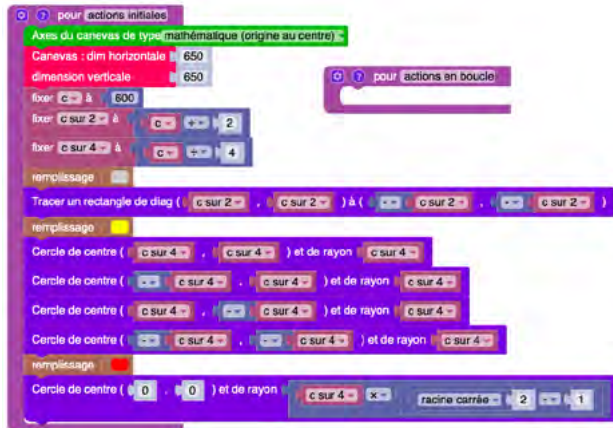 pour actions initiales
Axes du canevas de type mathématique (origine au centre)
Canevas : dim horizontale 650
dimension verticale 650
pour actions en boucle
fixer c à 600
fixer c sur 2 à c ÷ 2
fixer c sur 4 à c ÷ 4
remplissage
Tracer un rectangle de diag ( c sur 2 , c sur 2 ) à ( - c sur 2 , - c sur 2 )
remplissage
Cercle de centre ( c sur 4 , c sur 4 ) et de rayon c sur 4
Cercle de centre ( - c sur 4 , c sur 4 ) et de rayon c sur 4
Cercle de centre ( c sur 4 , - c sur 4 ) et de rayon c sur 4
Cercle de centre ( - c sur 4 , - c sur 4 ) et de rayon c sur 4
remplissage
Cercle de centre ( 0 , 0 ) et de rayon c sur 4 × racine carrée 2 - 1